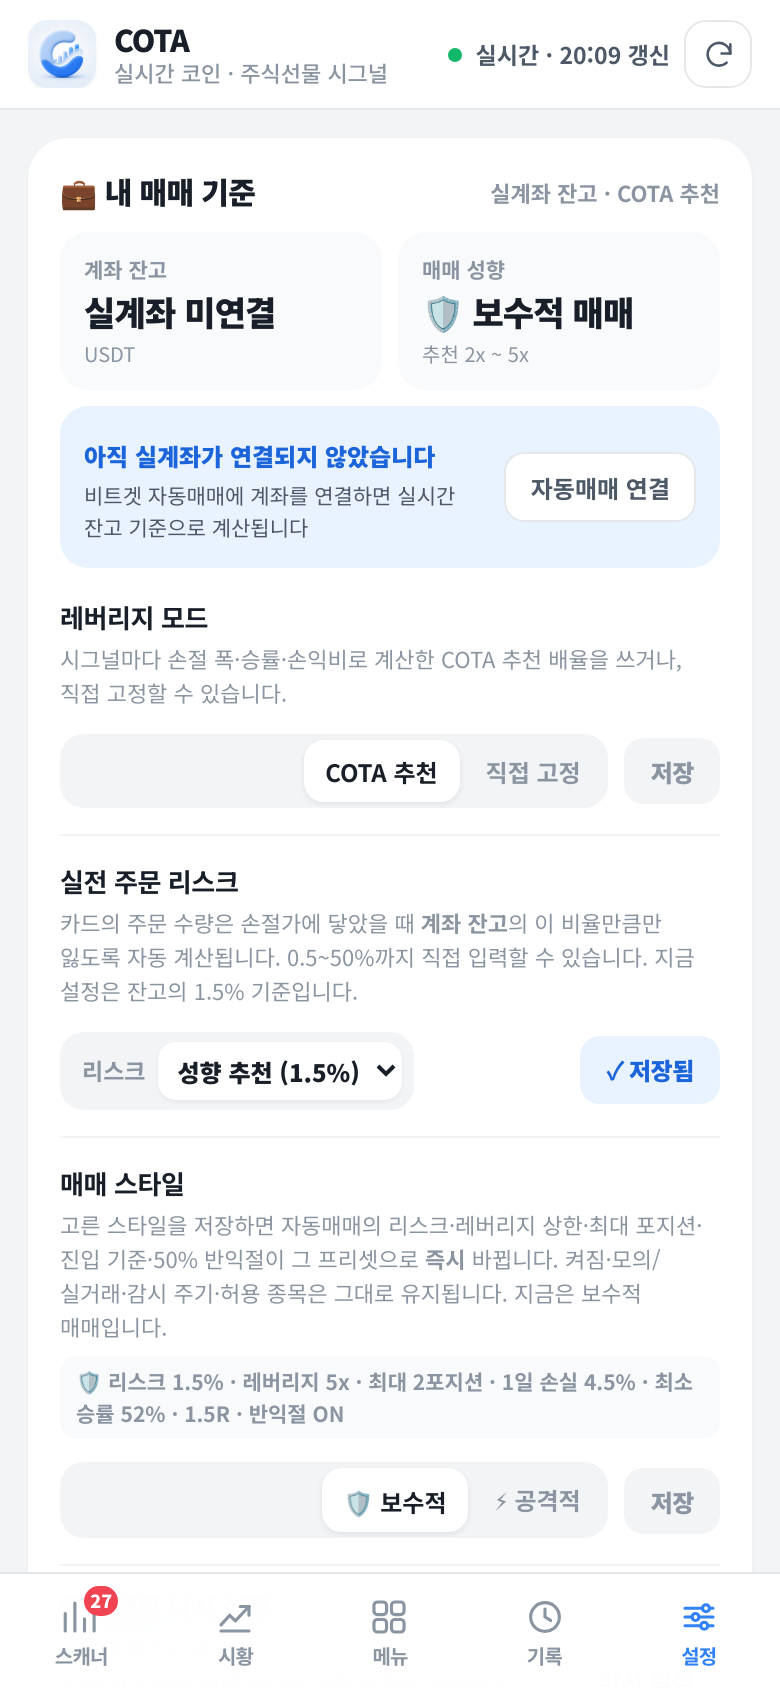 COTA
실시간 코인 · 주식선물 시그널
실시간 · 20:09 갱신
💼 내 매매 기준
실계좌 잔고 · COTA 추천
계좌 잔고
실계좌 미연결
USDT
매매 성향
🛡️ 보수적 매매
추천 2x ~ 5x
아직 실계좌가 연결되지 않았습니다
비트겟 자동매매에 계좌를 연결하면 실시간
잔고 기준으로 계산됩니다
자동매매 연결
레버리지 모드
시그널마다 손절 폭·승률·손익비로 계산한 COTA 추천 배율을 쓰거나,
직접 고정할 수 있습니다.
COTA 추천
직접 고정
저장
실전 주문 리스크
카드의 주문 수량은 손절가에 닿았을 때 계좌 잔고의 이 비율만큼만
잃도록 자동 계산됩니다. 0.5~50%까지 직접 입력할 수 있습니다. 지금
설정은 잔고의 1.5% 기준입니다.
리스크
성향 추천 (1.5%)
✓ 저장됨
매매 스타일
고른 스타일을 저장하면 자동매매의 리스크·레버리지 상한·최대 포지션·
진입 기준·50% 반익절이 그 프리셋으로 즉시 바뀝니다. 켜짐·모의/
실거래·감시 주기·허용 종목은 그대로 유지됩니다. 지금은 보수적
매매입니다.
🛡️ 리스크 1.5% · 레버리지 5x · 최대 2포지션 · 1일 손실 4.5% · 최소
승률 52% · 1.5R · 반익절 ON
🛡️ 보수적
⚡ 공격적
저장
27
스캐너
시황
메뉴
기록
설정